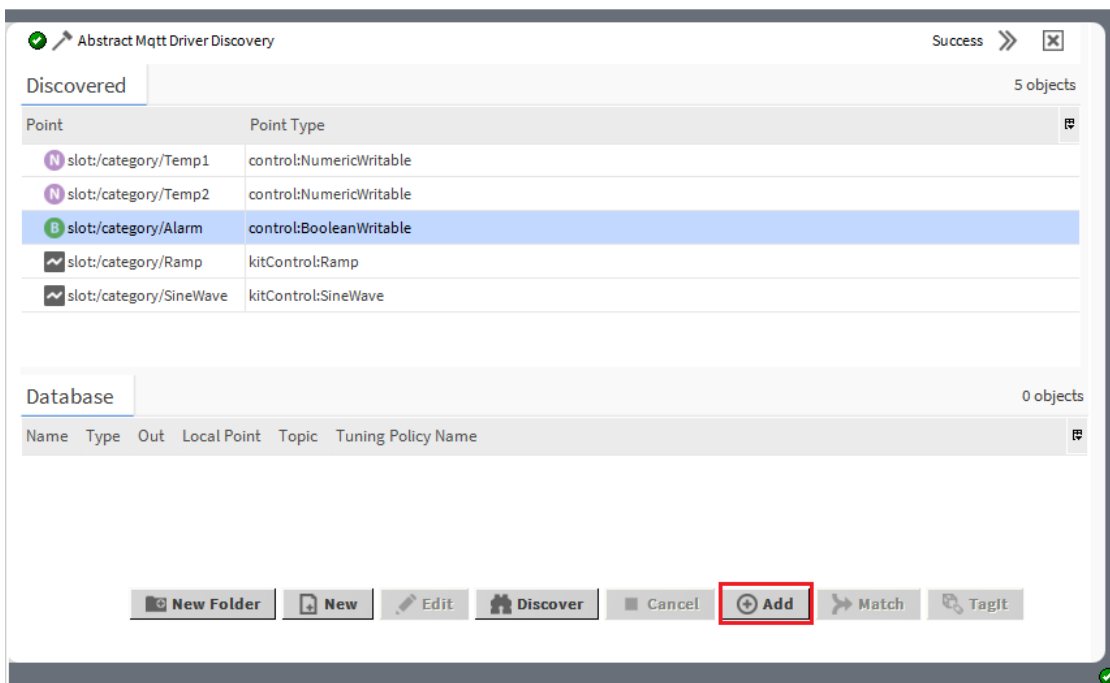 Abstract Mqtt Driver Discovery Success
Discovered 5 objects
Point Point Type
N slot:/category/Temp1 control:NumericWritable
N slot:/category/Temp2 control:NumericWritable
B slot:/category/Alarm control:BooleanWritable
slot:/category/Ramp kitControl:Ramp
slot:/category/SineWave kitControl:SineWave
Database 0 objects
Name Type Out Local Point Topic Tuning Policy Name
New Folder New Edit Discover Cancel Add Match TagIt